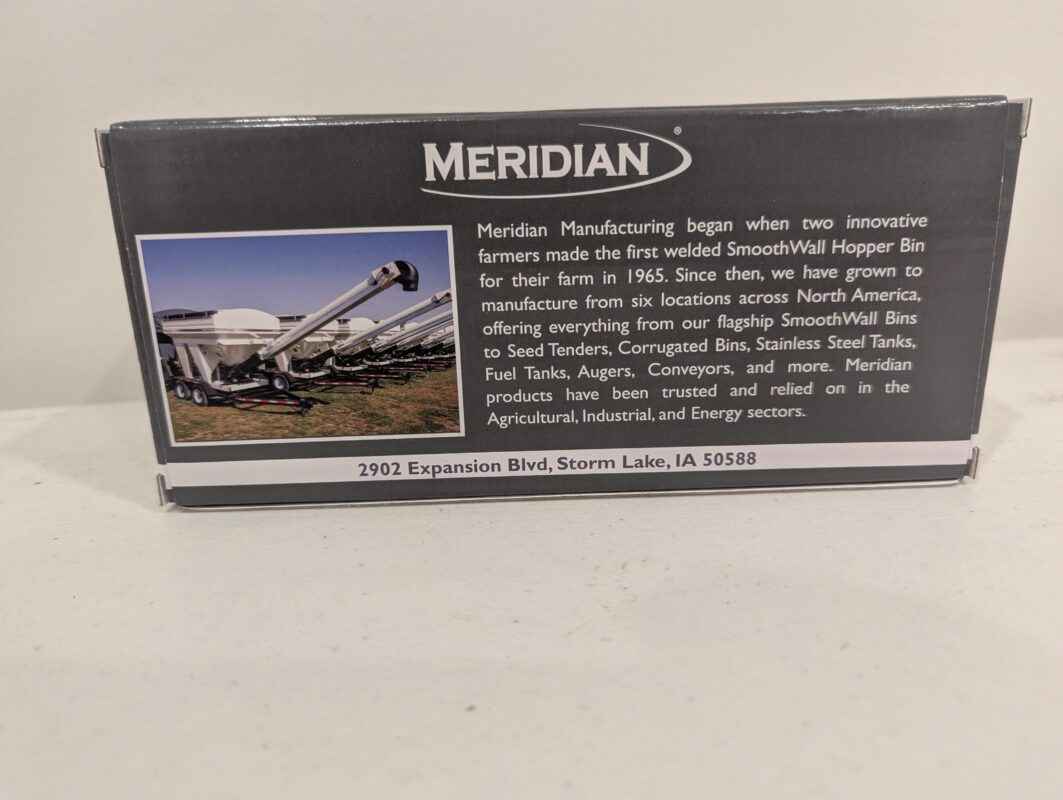 MERIDIAN®
Meridian Manufacturing began when two innovative
farmers made the first welded SmoothWall Hopper Bin
for their farm in 1965. Since then, we have grown to
manufacture from six locations across North America,
offering everything from our flagship SmoothWall Bins
to Seed Tenders, Corrugated Bins, Stainless Steel Tanks,
Fuel Tanks, Augers, Conveyors, and more. Meridian
products have been trusted and relied on in the
Agricultural, Industrial, and Energy sectors.
2902 Expansion Blvd, Storm Lake, IA 50588